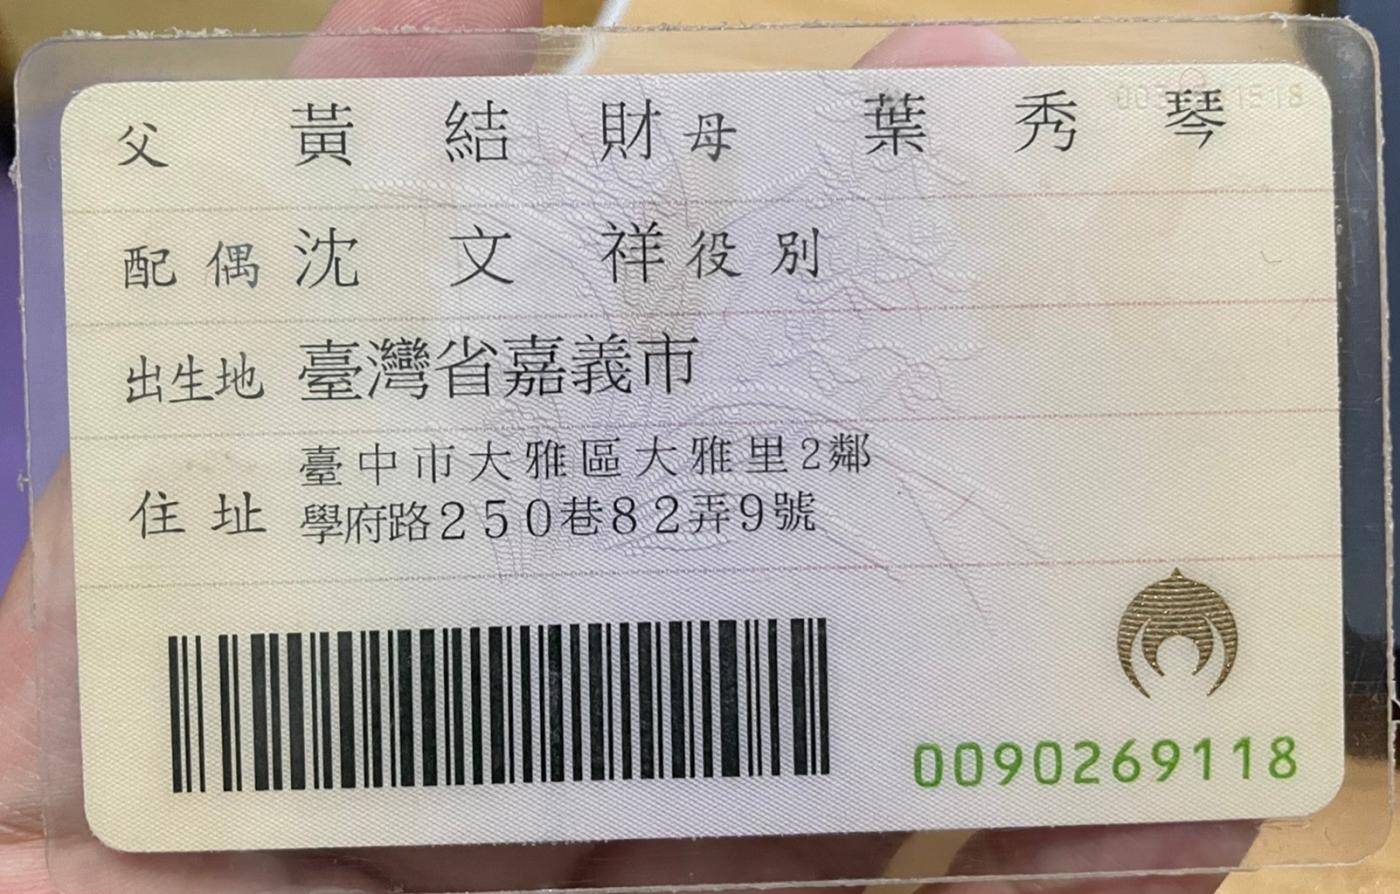 父 黃結財 母 葉秀琴
配偶 沈文祥 役別
出生地 臺灣省嘉義市
住址 臺中市大雅區大雅里2鄰
學府路250巷82弄9號
0090269118